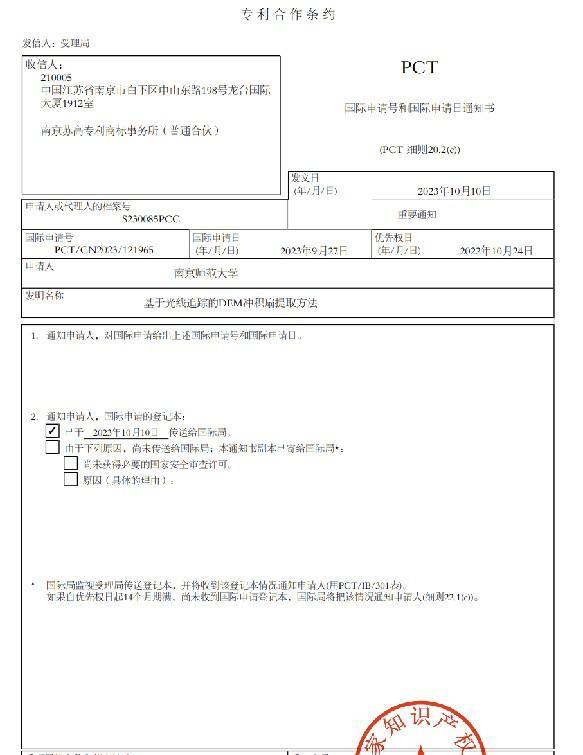 专利合作条约
发信人：受理局
收信人：
210005
中国江苏省南京市白下区中山东路198号龙台国际
大厦1912室
南京苏高专利商标事务所（普通合伙）
PCT
国际申请号和国际申请日通知书
(PCT 细则20.2(c))
发文日
(年/月/日)
2023年10月10日
申请人或代理人的档案号
S230085PCC
重要通知
国际申请号
PCT/CN2023/121965
国际申请日
(年/月/日)
2023年9月27日
优先权日
(年/月/日)
2022年10月24日
申请人
南京师范大学
发明名称
基于光线追踪的DEM冲积扇提取方法
1. 通知申请人，对国际申请给出上述国际申请号和国际申请日。
2. 通知申请人，国际申请的登记本：
已于 2023年10月10日 传送给国际局。
由于下列原因，尚未传送给国际局；本通知书副本已寄给国际局*：
尚未获得必要的国家安全审查许可。
原因（具体的理由）。
* 国际局监视受理局传送登记本，并将收到该登记本情况通知申请人(用PCT/IB/301表)。
如果自优先权日起14个月期满，尚未收到国际申请登记本，国际局将把该情况通知申请人(细则22.1(c))。
家知识产权